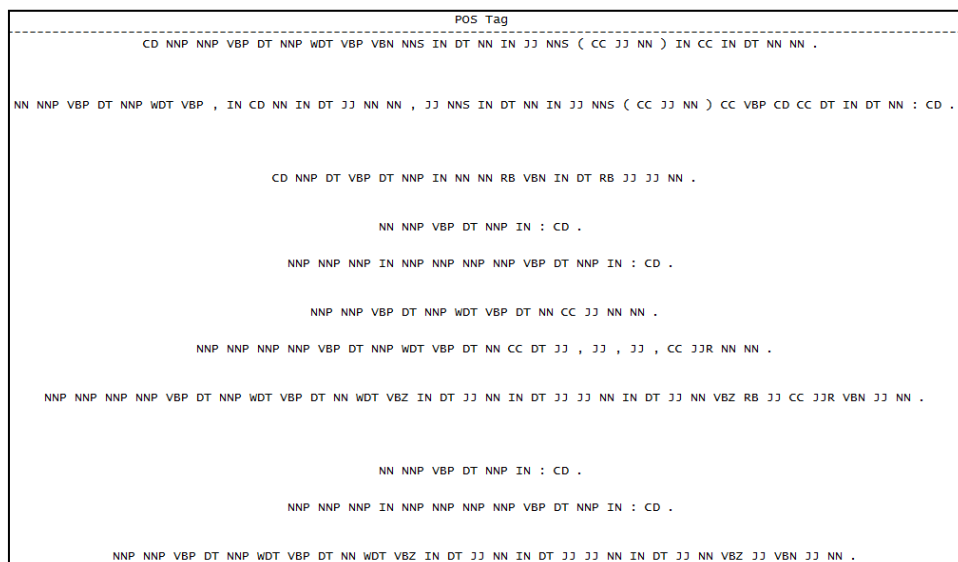 POS Tag
CD NNP NNP VBP DT NNP WDT VBP VBN NNS IN DT NN IN JJ NNS ( CC JJ NN ) IN CC IN DT NN NN .
NN NNP VBP DT NNP WDT VBP , IN CD NN IN DT JJ NN NN , JJ NNS IN DT NN IN JJ NNS ( CC JJ NN ) CC VBP CD CC DT IN DT NN : CD .
CD NNP DT VBP DT NNP IN NN NN RB VBN IN DT RB JJ JJ NN .
NN NNP VBP DT NNP IN : CD .
NNP NNP NNP IN NNP NNP NNP NNP VBP DT NNP IN : CD .
NNP NNP VBP DT NNP WDT VBP DT NN CC JJ NN NN .
NNP NNP NNP NNP VBP DT NNP WDT VBP DT NN CC DT JJ , JJ , JJ , CC JJR NN NN .
NNP NNP NNP NNP VBP DT NNP WDT VBP DT NN WDT VBZ IN DT JJ NN IN DT JJ JJ NN IN DT JJ NN VBZ RB JJ CC JJR VBN JJ NN .
NN NNP VBP DT NNP IN : CD .
NNP NNP NNP IN NNP NNP NNP NNP VBP DT NNP IN : CD .
NNP NNP VBP DT NNP WDT VBP DT NN WDT VBZ IN DT JJ NN IN DT JJ JJ NN IN DT JJ NN VBZ JJ VBN JJ NN .